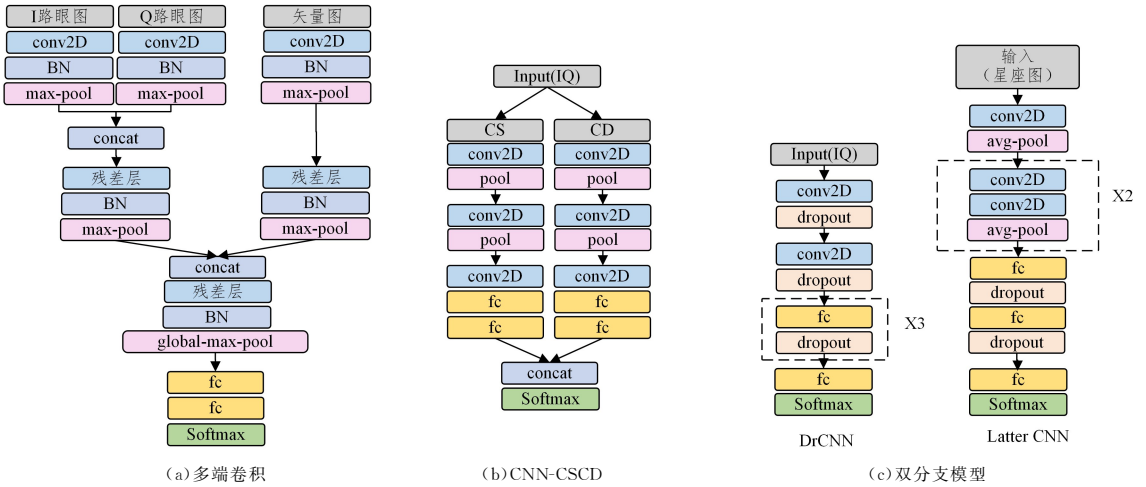 I路眼图
Q路眼图
矢量图
conv2D
conv2D
conv2D
BN
BN
BN
max-pool
max-pool
max-pool
concat
残差层
残差层
BN
BN
max-pool
max-pool
concat
残差层
BN
global-max-pool
fc
fc
Softmax
(a)多端卷积
Input(IQ)
CS
CD
conv2D
conv2D
pool
pool
conv2D
conv2D
pool
pool
conv2D
conv2D
fc
fc
fc
fc
concat
Softmax
(b)CNN-CSCD
Input(IQ)
conv2D
dropout
conv2D
dropout
fc
dropout
X3
fc
Softmax
DrCNN
输入
(星座图)
conv2D
avg-pool
conv2D
conv2D
avg-pool
X2
fc
dropout
fc
dropout
fc
Softmax
Latter CNN
(c)双分支模型